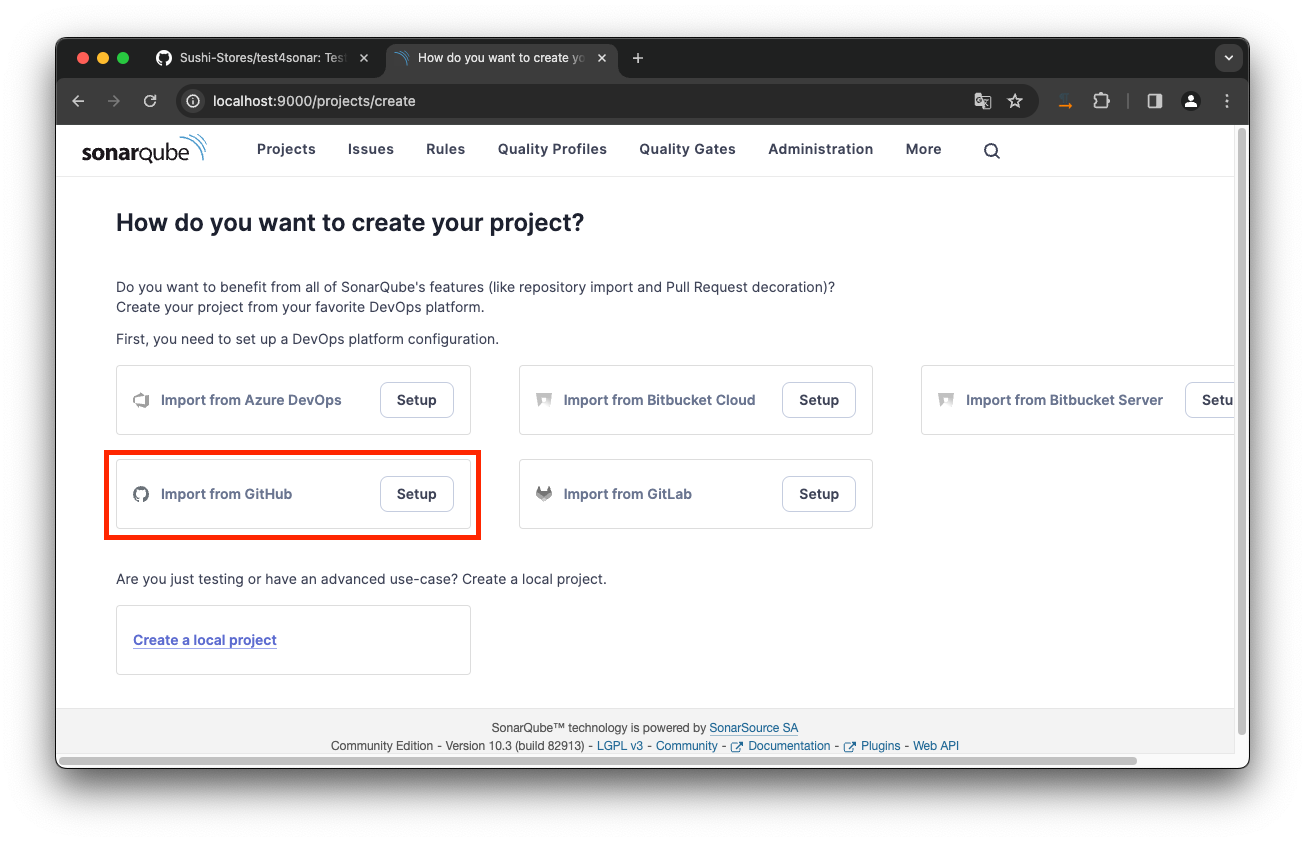 Sushi-Stores/test4sonar: Test
How do you want to create yo
localhost:9000/projects/create
sonarqube
Projects
Issues
Rules
Quality Profiles
Quality Gates
Administration
More
How do you want to create your project?
Do you want to benefit from all of SonarQube's features (like repository import and Pull Request decoration)?
Create your project from your favorite DevOps platform.
First, you need to set up a DevOps platform configuration.
Import from Azure DevOps
Setup
Import from Bitbucket Cloud
Setup
Import from Bitbucket Server
Setu
Import from GitHub
Setup
Import from GitLab
Setup
Are you just testing or have an advanced use-case? Create a local project.
Create a local project
SonarQube™ technology is powered by SonarSource SA
Community Edition - Version 10.3 (build 82913) - LGPL v3 - Community - Documentation - Plugins - Web API